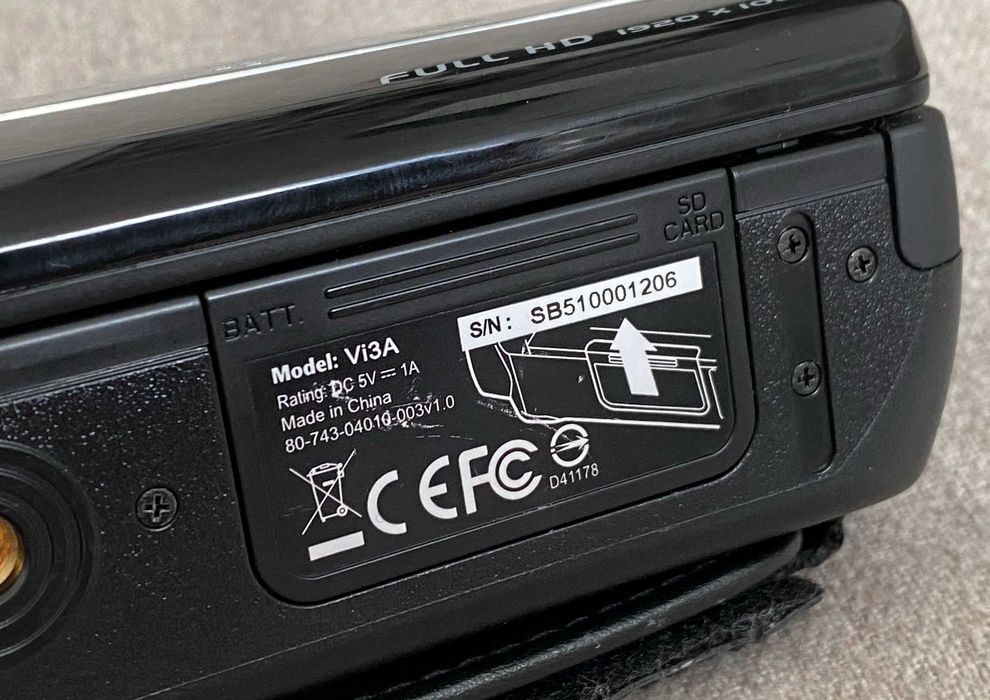 FULL HD 1920 X
SD
CARD
BATT.
S/N: SB510001206
Model: Vi3A
Rating: DC 5V ⎓ 1A
Made in China
80-743-04010-003v1.0
CE FC
D41178